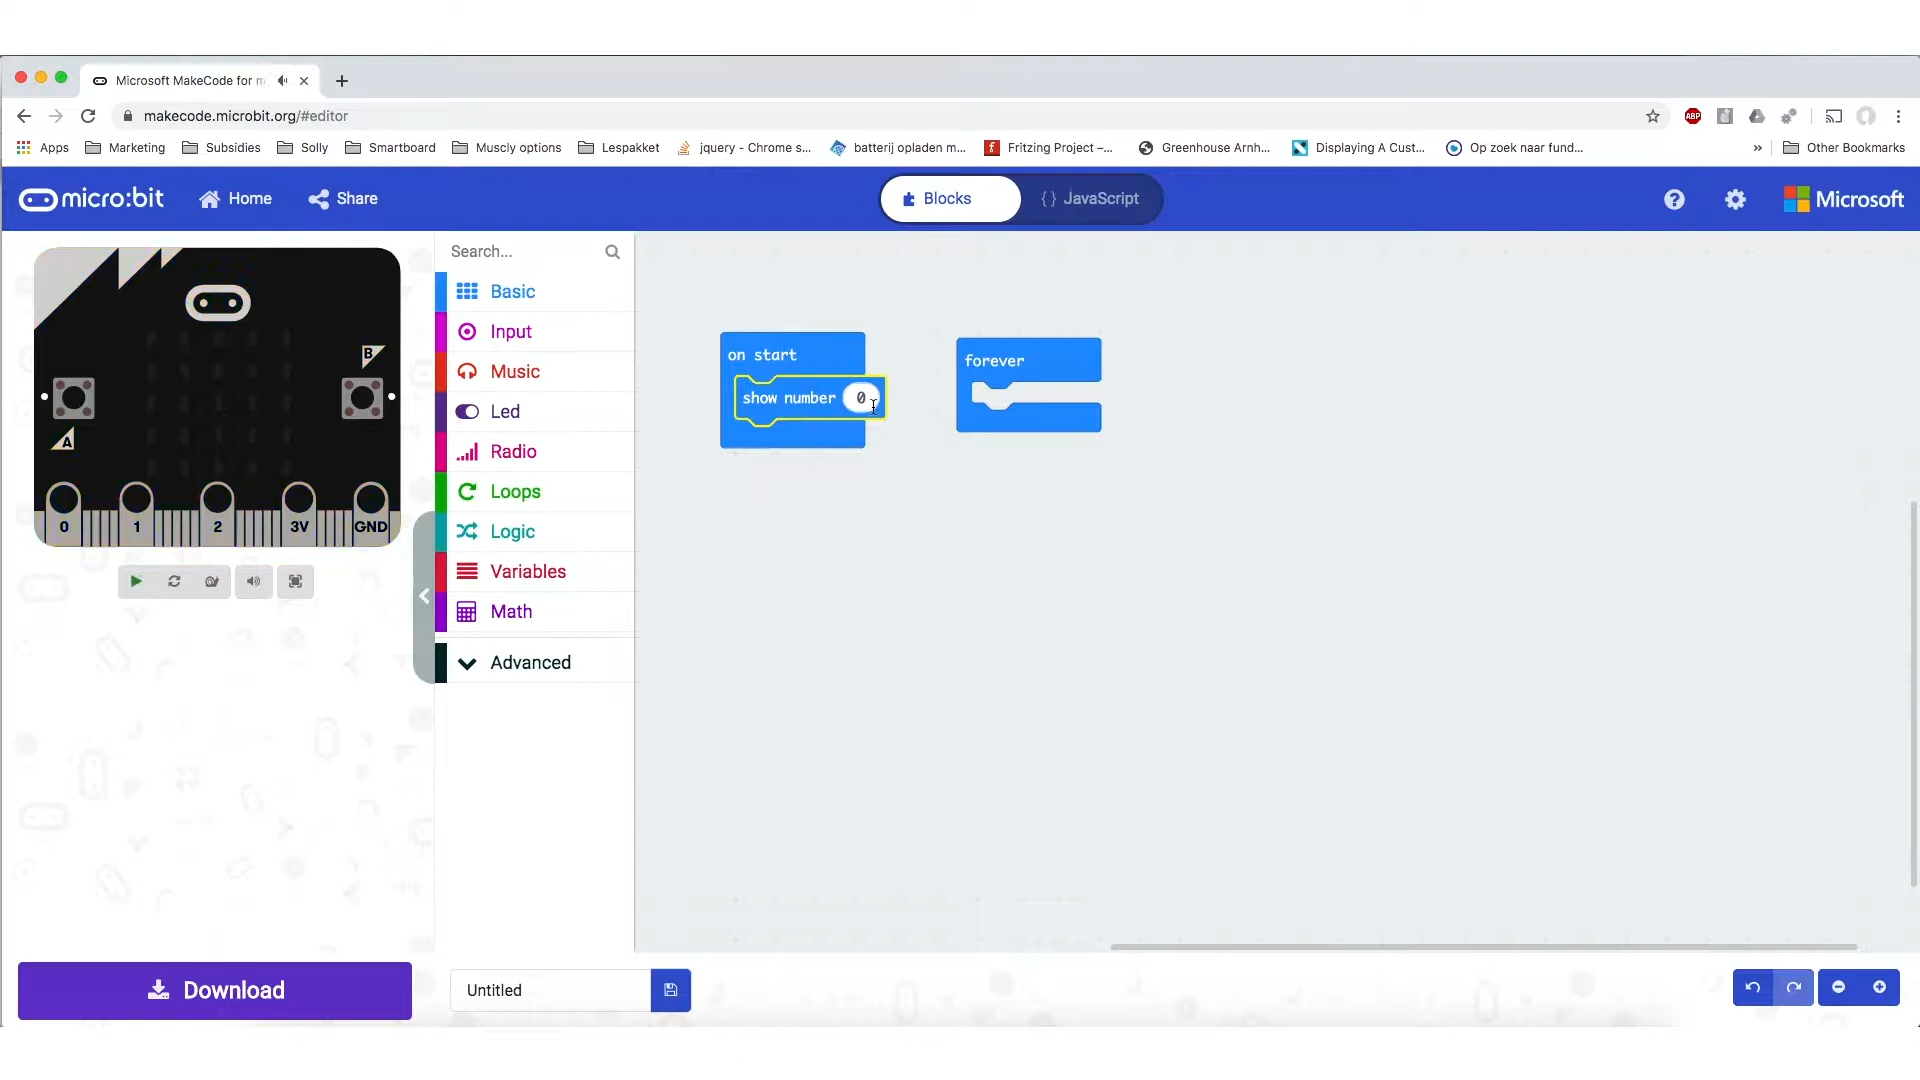 Microsoft MakeCode for m
makecode.microbit.org/#editor
ABP
Apps
Marketing
Subsidies
Solly
Smartboard
Muscly options
Lespakket
jquery - Chrome s...
batterij opladen m...
Fritzing Project –...
Greenhouse Arnh...
Displaying A Cust...
Op zoek naar fund...
»
Other Bookmarks
micro:bit
Home
Share
Blocks
{} JavaScript
Microsoft
Search...
Basic
Input
Music
Led
Radio
Loops
Logic
Variables
Math
Advanced
B
A
0
1
2
3V
GND
on start
show number 0
forever
Download
Untitled